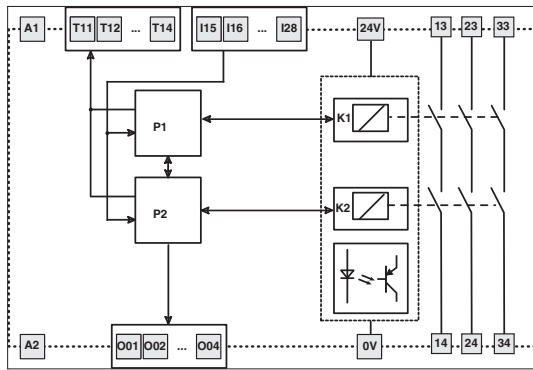 A1 T11 T12 ... T14 I15 I16 ... I28 24V 13 23 33
P1 K1
P2 K2
A2 O01 O02 ... O04 0V 14 24 34